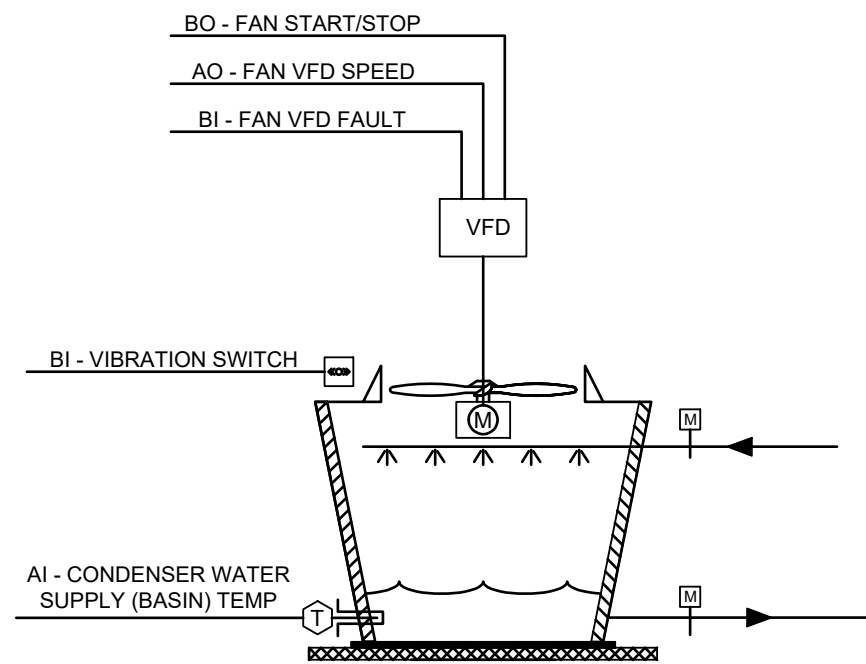 BO - FAN START/STOP
AO - FAN VFD SPEED
BI - FAN VFD FAULT
VFD
BI - VIBRATION SWITCH
M
M
AI - CONDENSER WATER
SUPPLY (BASIN) TEMP
T
M